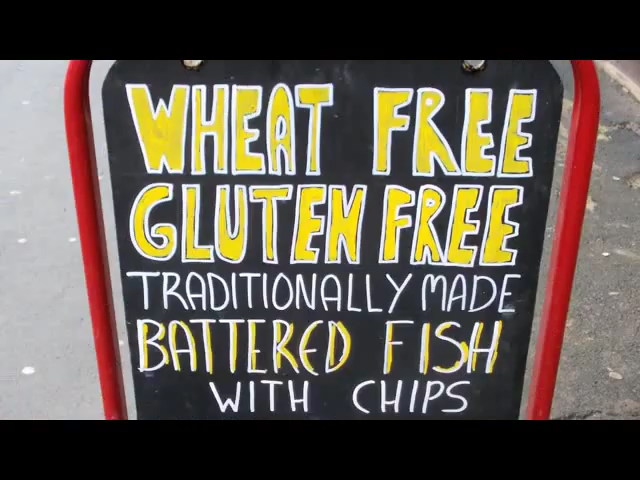 WHEAT FREE
GLUTEN FREE
TRADITIONALLY MADE
BATTERED FISH
WITH CHIPS